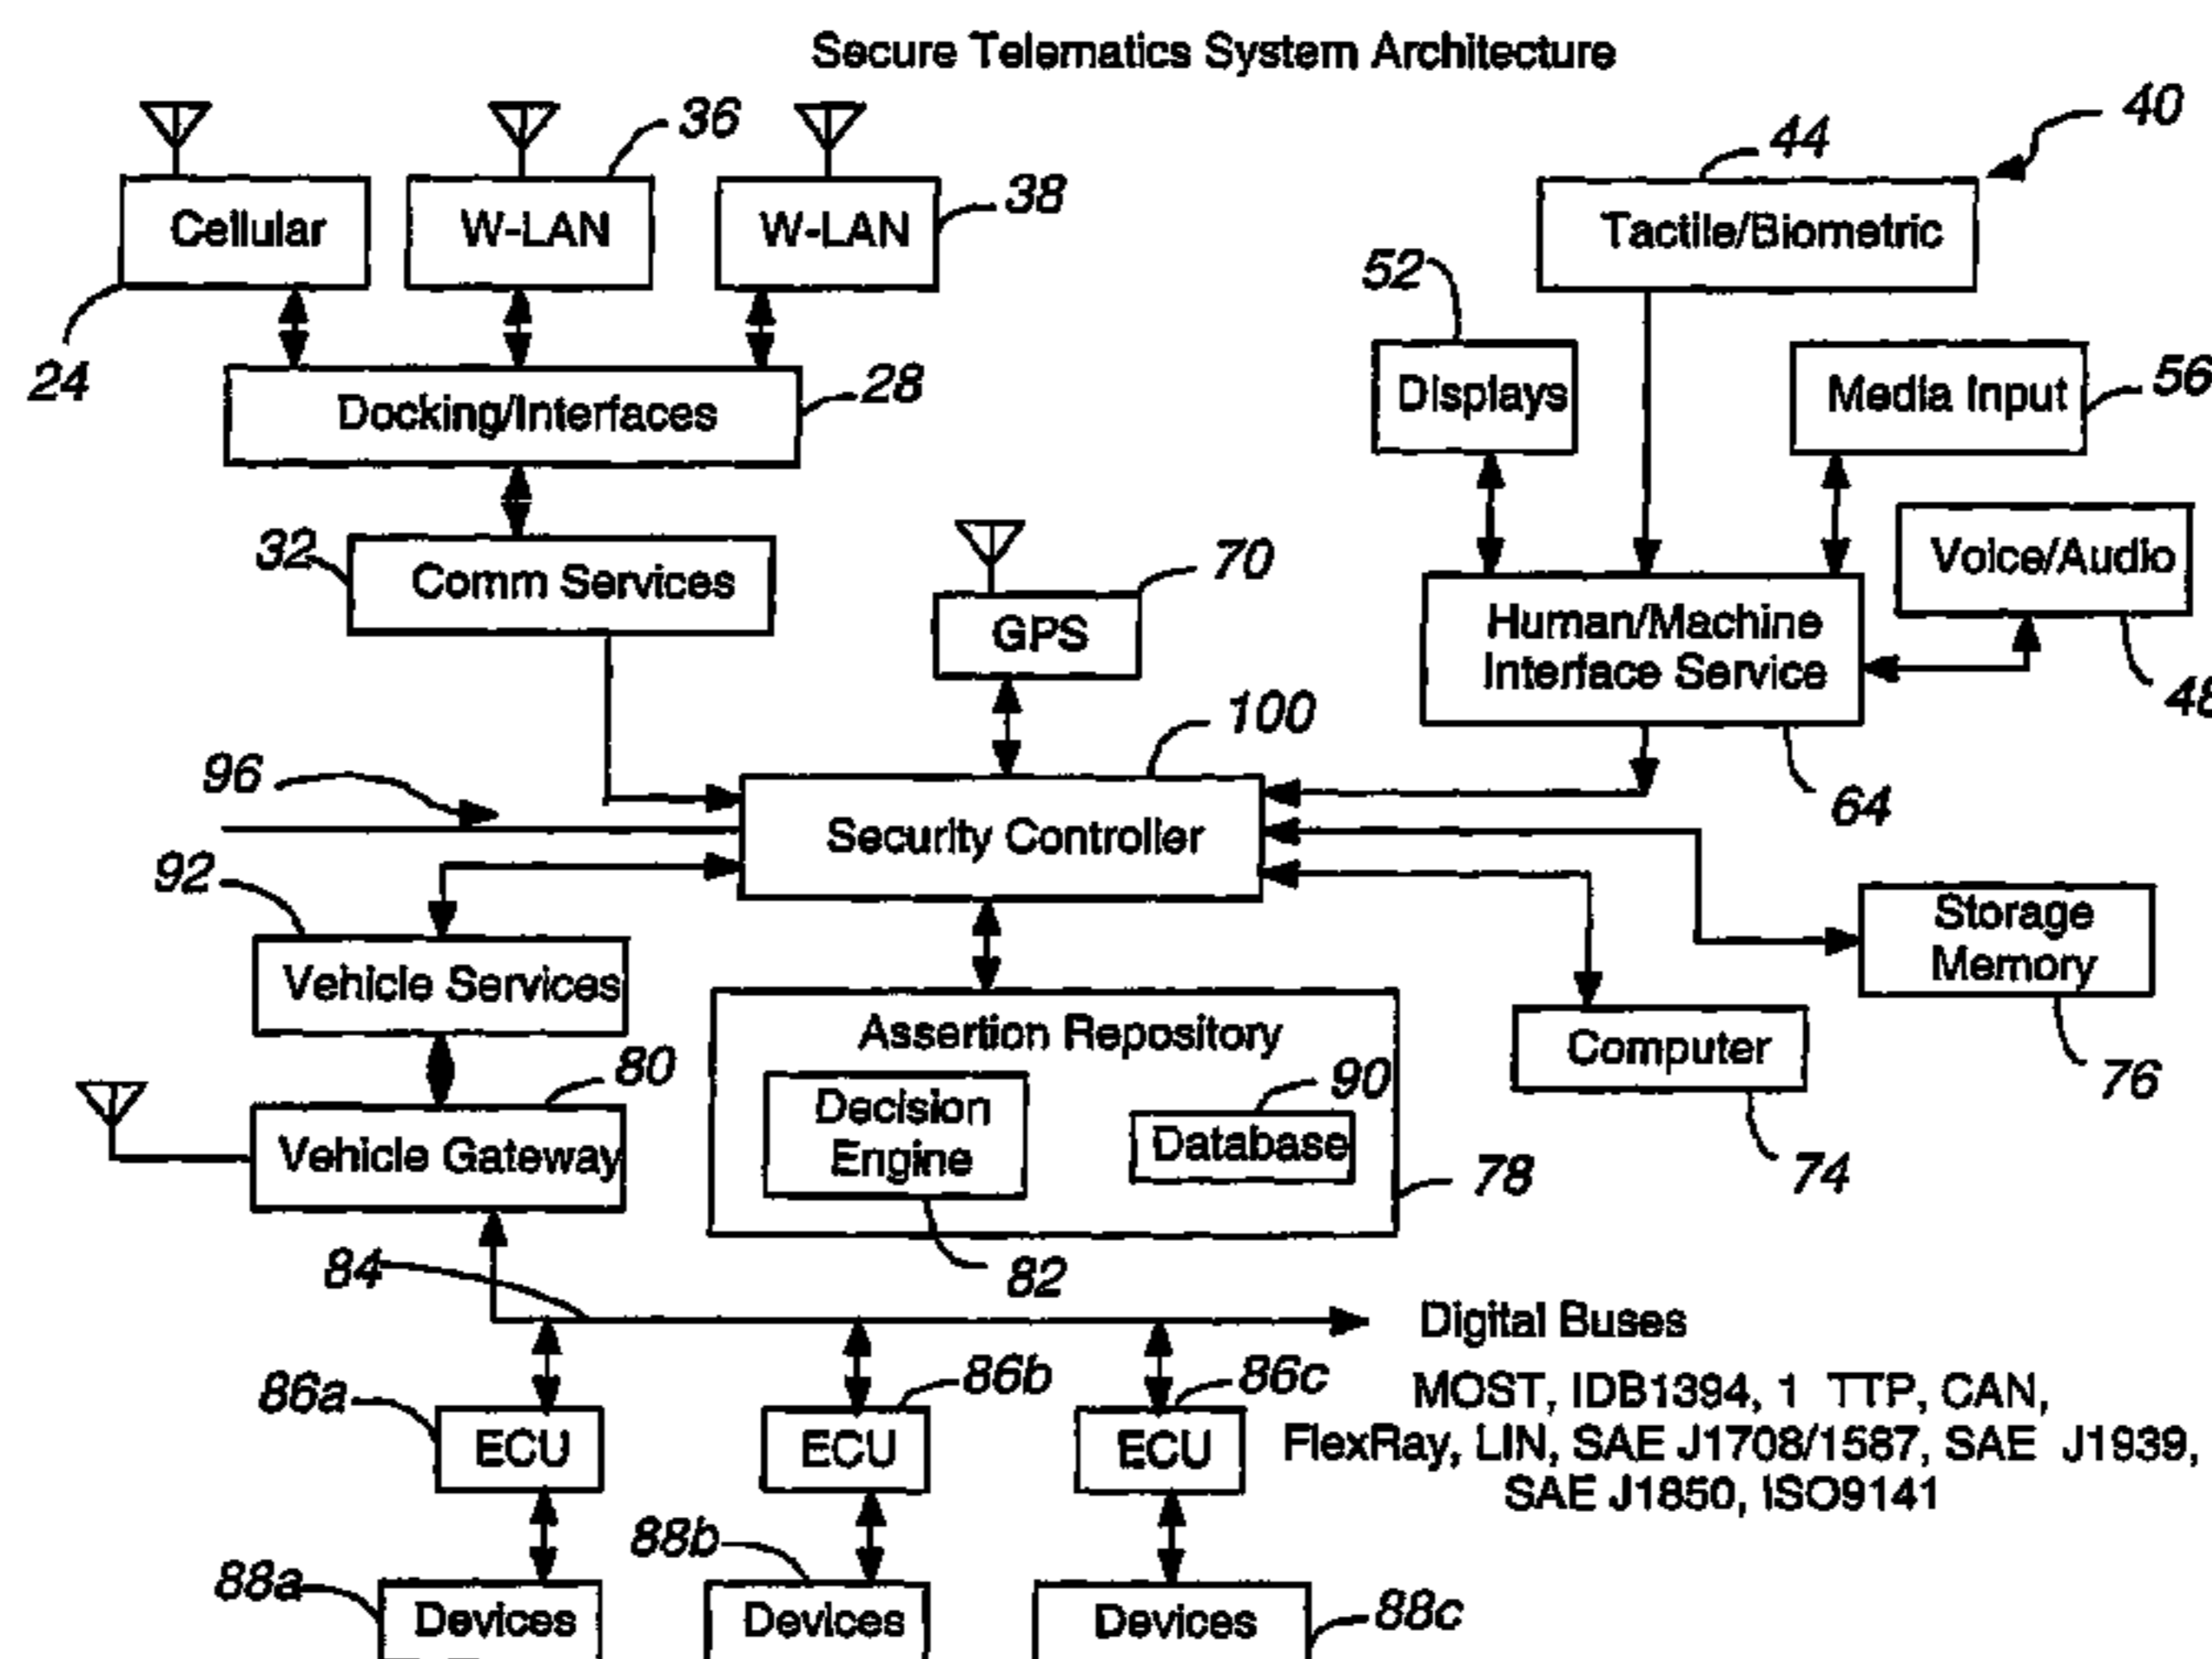 Secure Telematics System Architecture
36
40
44
Cellular
W-LAN
W-LAN
38
Tactile/Biometric
52
24
Docking/Interfaces
28
Displays
Media Input
56
32
Comm Services
70
GPS
Voice/Audio
Human/Machine
Interface Service
48
100
96
64
Security Controller
92
Storage
Memory
Vehicle Services
Assertion Repository
Computer
76
80
Decision
Engine
90
Database
Vehicle Gateway
78
74
84
82
Digital Buses
86a
86b
86c
MOST, IDB1394, 1 TTP, CAN,
FlexRay, LIN, SAE J1708/1587, SAE J1939,
SAE J1850, ISO9141
ECU
ECU
ECU
88b
88a
Devices
Devices
Devices
88c